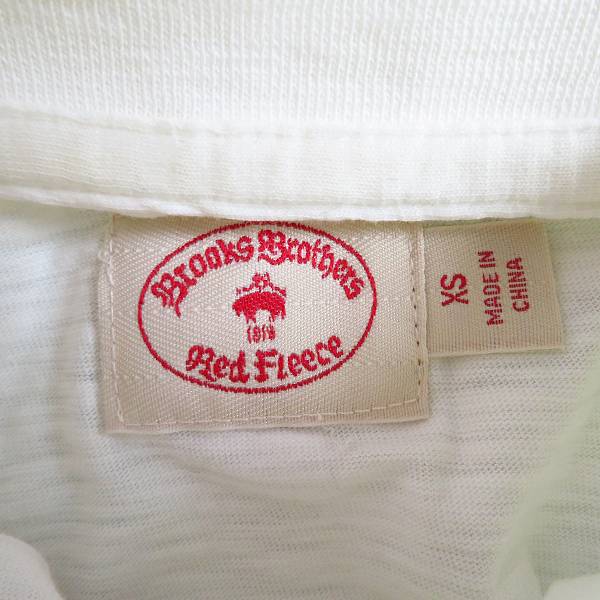 Brooks Brothers
1818
Red Fleece
XS
MADE IN
CHINA